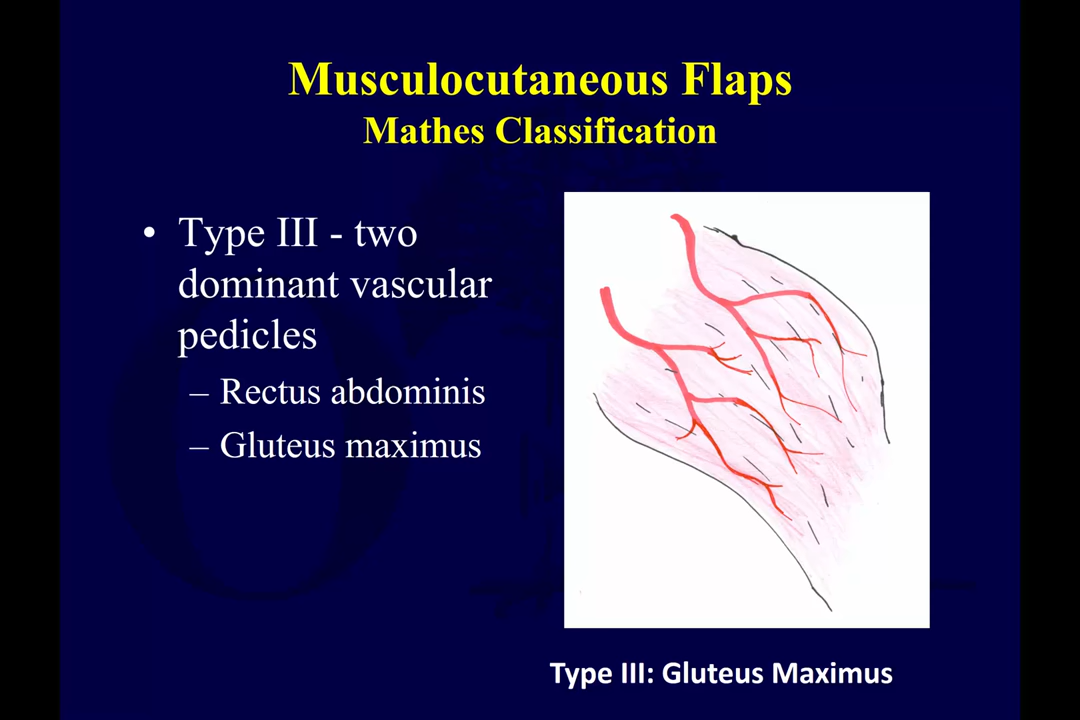 Musculocutaneous Flaps
Mathes Classification
• Type III - two
dominant vascular
pedicles
– Rectus abdominis
– Gluteus maximus
Type III: Gluteus Maximus